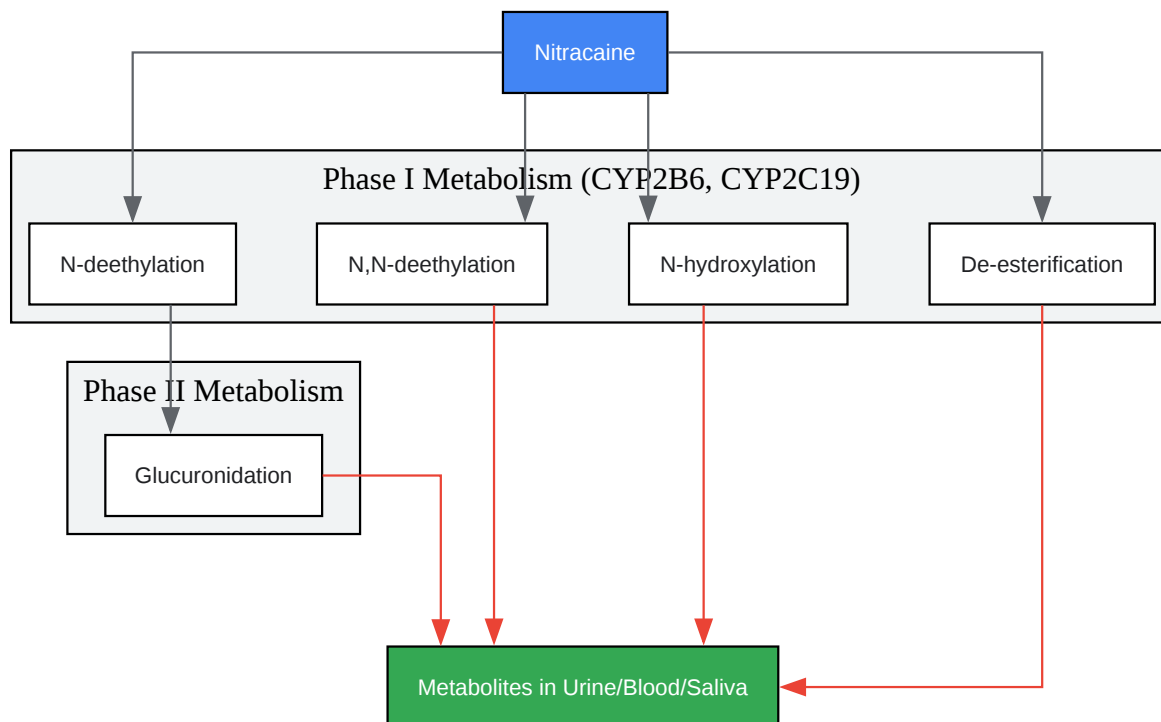 Nitracaine
Phase I Metabolism (CYP2B6, CYP2C19)
N-deethylation
N,N-deethylation
N-hydroxylation
De-esterification
Phase II Metabolism
Glucuronidation
Metabolites in Urine/Blood/Saliva